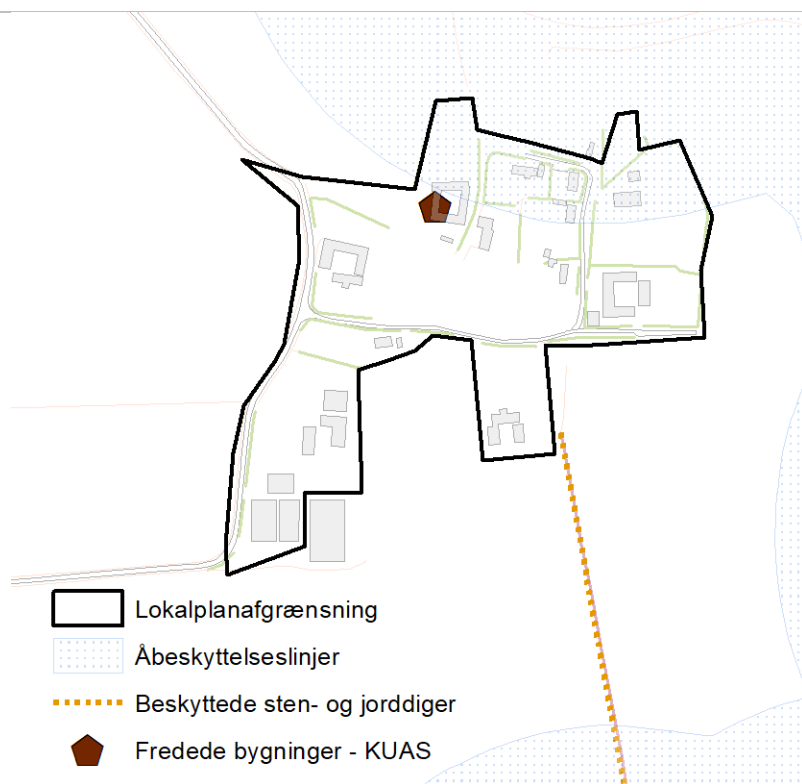 Lokalplanafgrænsning
Åbeskyttelseslinjer
Beskyttede sten- og jorddiger
Fredede bygninger - KUAS